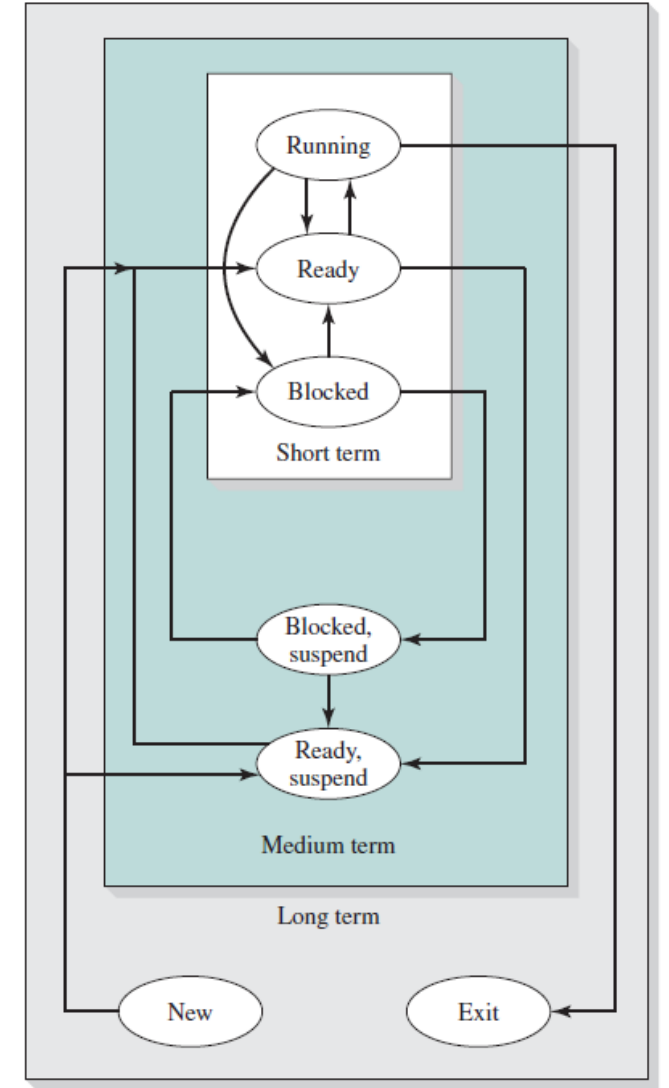 Running
Ready
Blocked
Short term
Blocked,
suspend
Ready,
suspend
Medium term
Long term
New
Exit